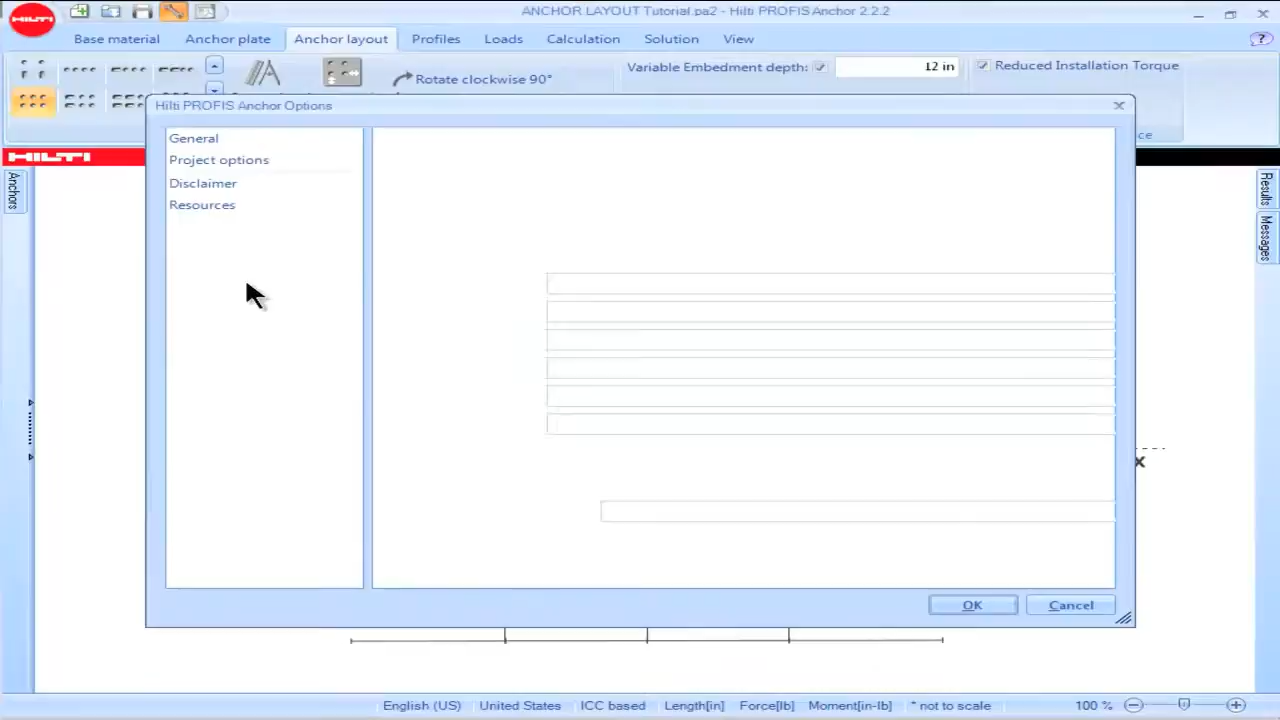 HILTI
ANCHOR LAYOUT Tutorial.pa2 - Hilti PROFIS Anchor 2.2.2
Base material
Anchor plate
Anchor layout
Profiles
Loads
Calculation
Solution
View
?
Rotate clockwise 90°
Variable Embedment depth:
12 in
Reduced Installation Torque
ce
HILTI
Hilti PROFIS Anchor Options
General
Project options
Disclaimer
Resources
Anchors
Results
Messages
x
OK
Cancel
English (US)
United States
ICC based
Length[in]
Force[lb]
Moment[in-lb]
* not to scale
100 %